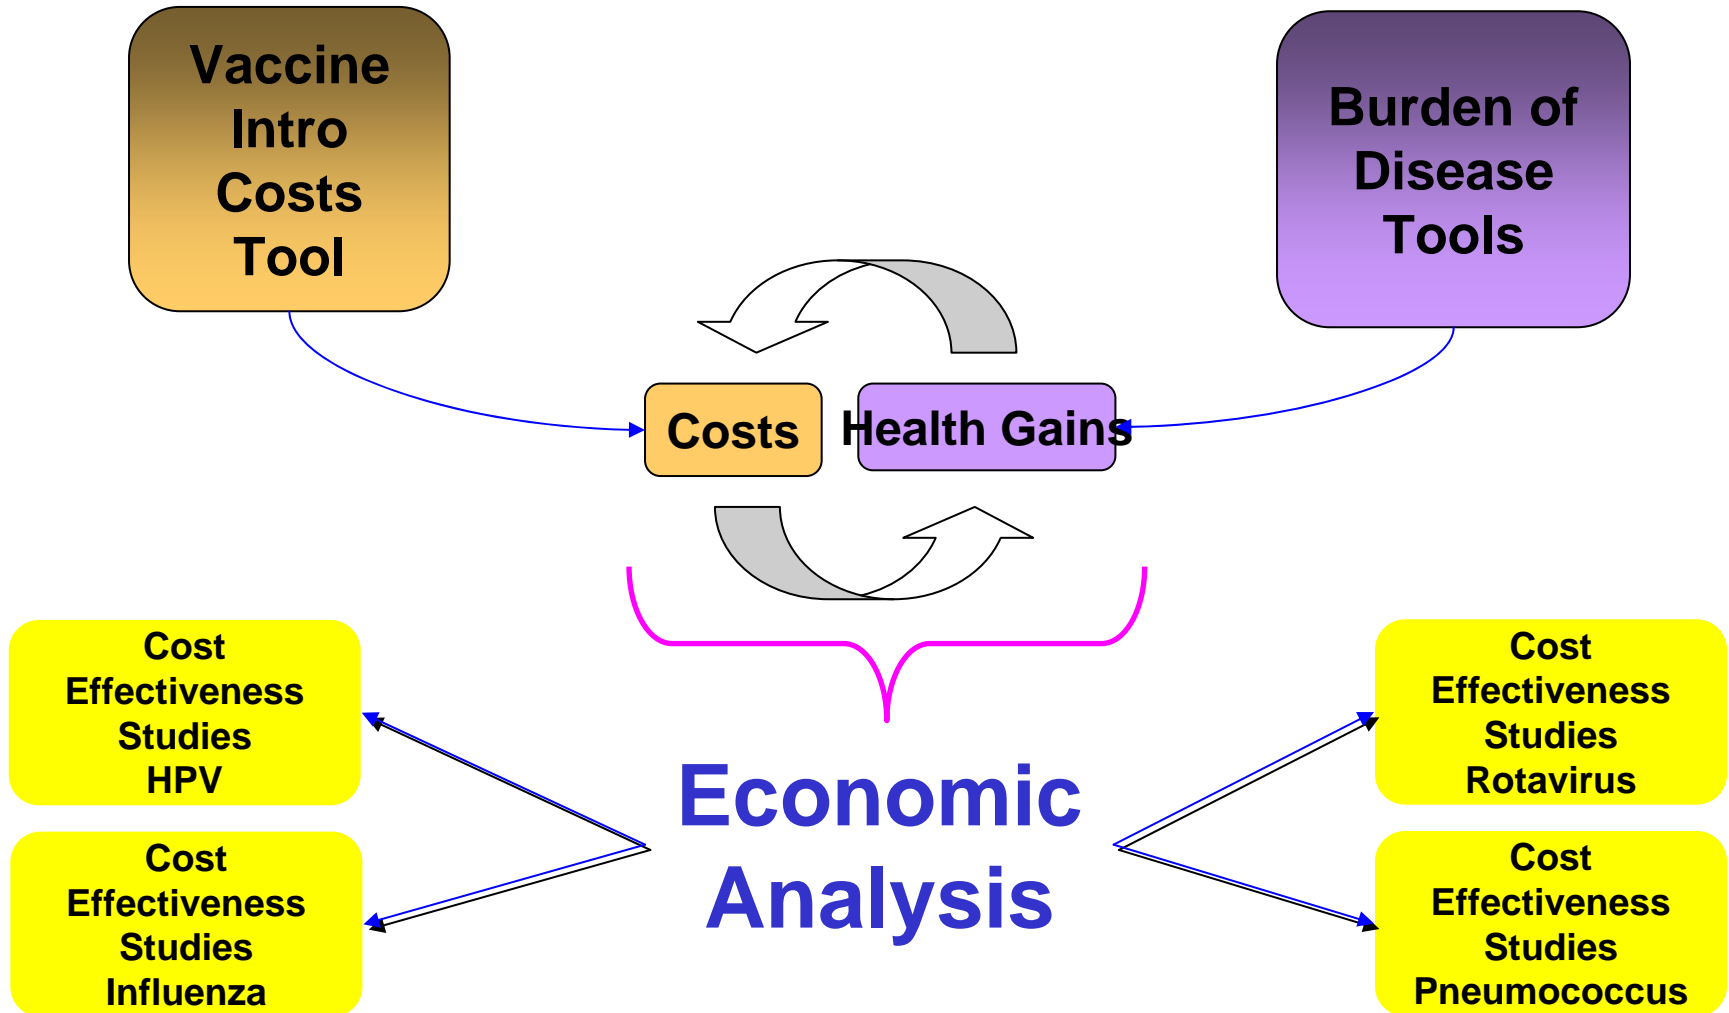 Vaccine
Intro
Costs
Tool
Burden of
Disease
Tools
Costs
Health Gains
Cost
Effectiveness
Studies
HPV
Cost
Effectiveness
Studies
Rotavirus
Economic
Analysis
Cost
Effectiveness
Studies
Influenza
Cost
Effectiveness
Studies
Pneumococcus